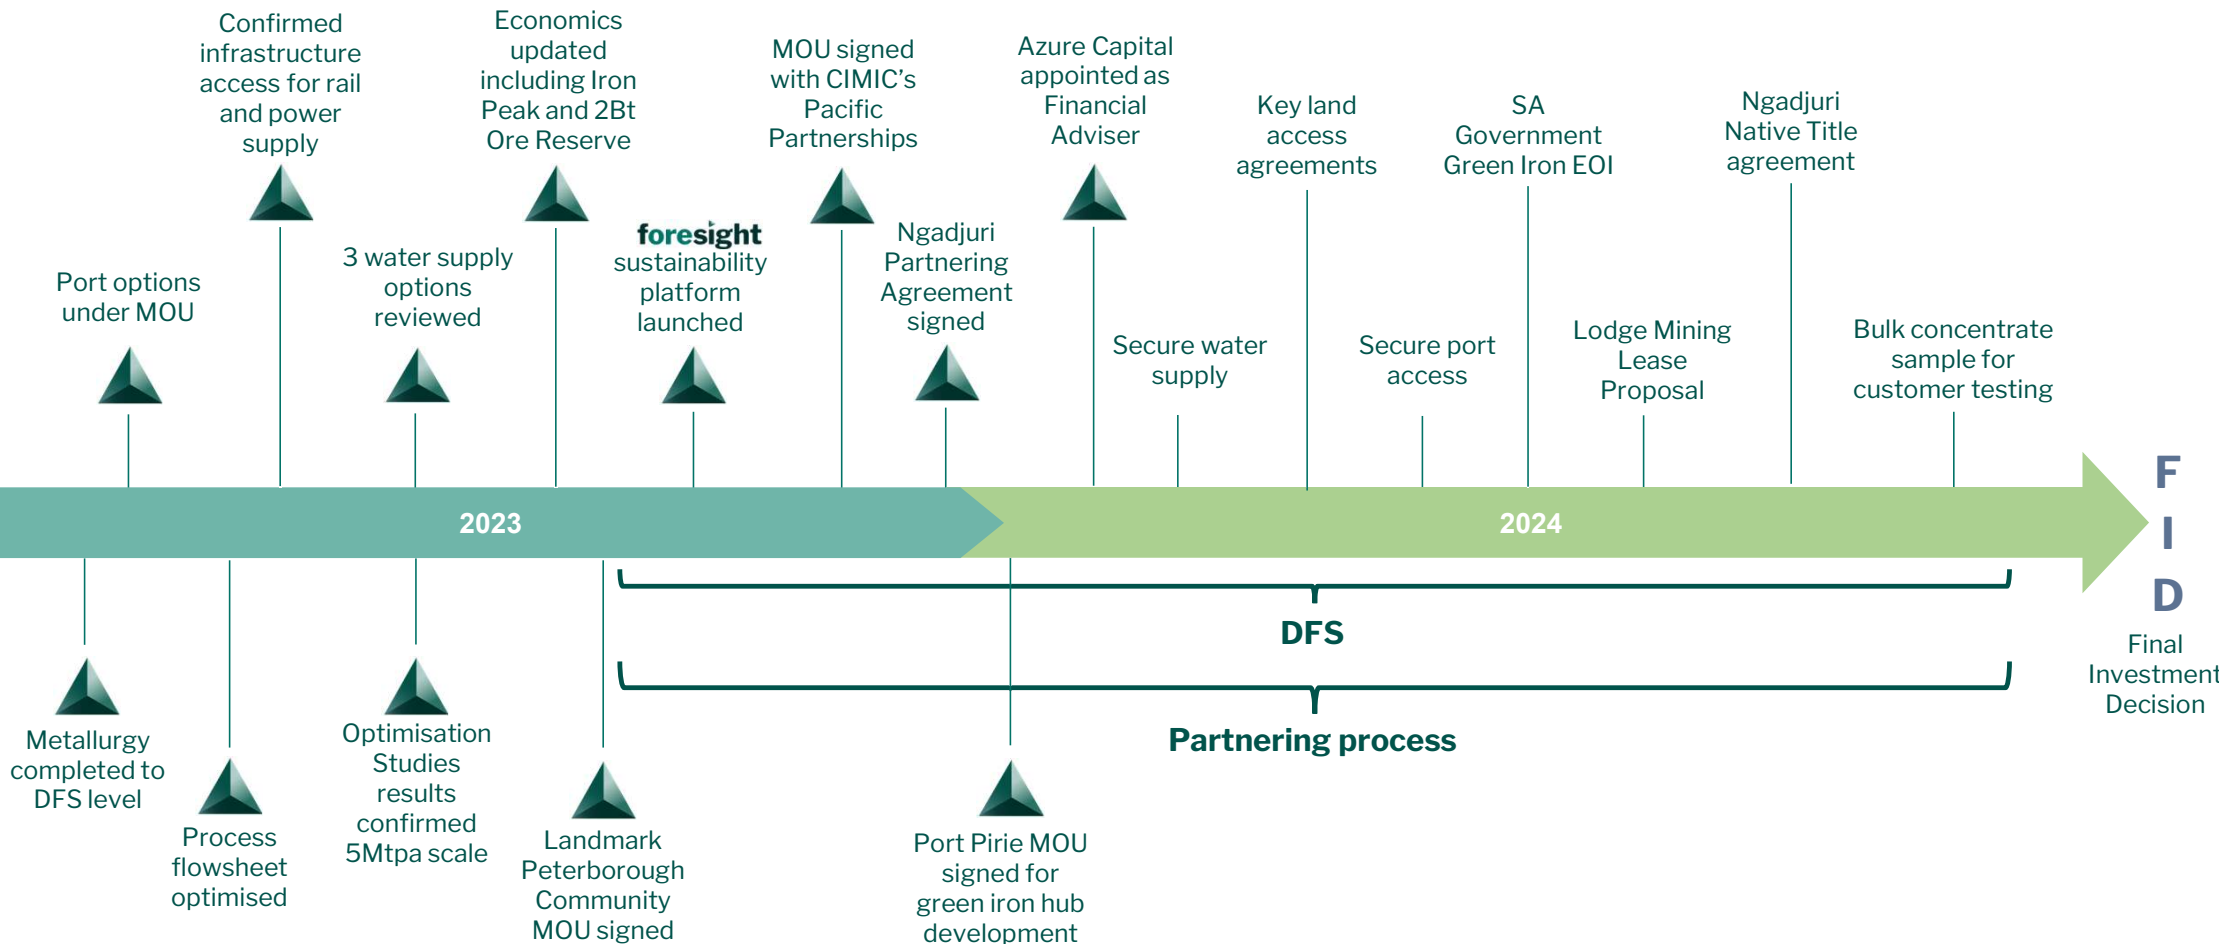 Confirmed
infrastructure
access for rail
and power
supply
Economics
updated
including Iron
Peak and 2Bt
Ore Reserve
MOU signed
with CIMIC's
Pacific
Partnerships
Azure Capital
appointed as
Financial
Adviser
Key land
access
agreements
SA
Government
Green Iron EOI
Ngadjuri
Native Title
agreement
Port options
under MOU
3 water supply
options
reviewed
foresight
sustainability
platform
launched
Ngadjuri
Partnering
Agreement
signed
Secure water
supply
Secure port
access
Lodge Mining
Lease
Proposal
Bulk concentrate
sample for
customer testing
2023
2024
F
I
D
Final
Investment
Decision
DFS
Partnering process
Metallurgy
completed to
DFS level
Process
flowsheet
optimised
Optimisation
Studies
results
confirmed
5Mtpa scale
Landmark
Peterborough
Community
MOU signed
Port Pirie MOU
signed for
green iron hub
development